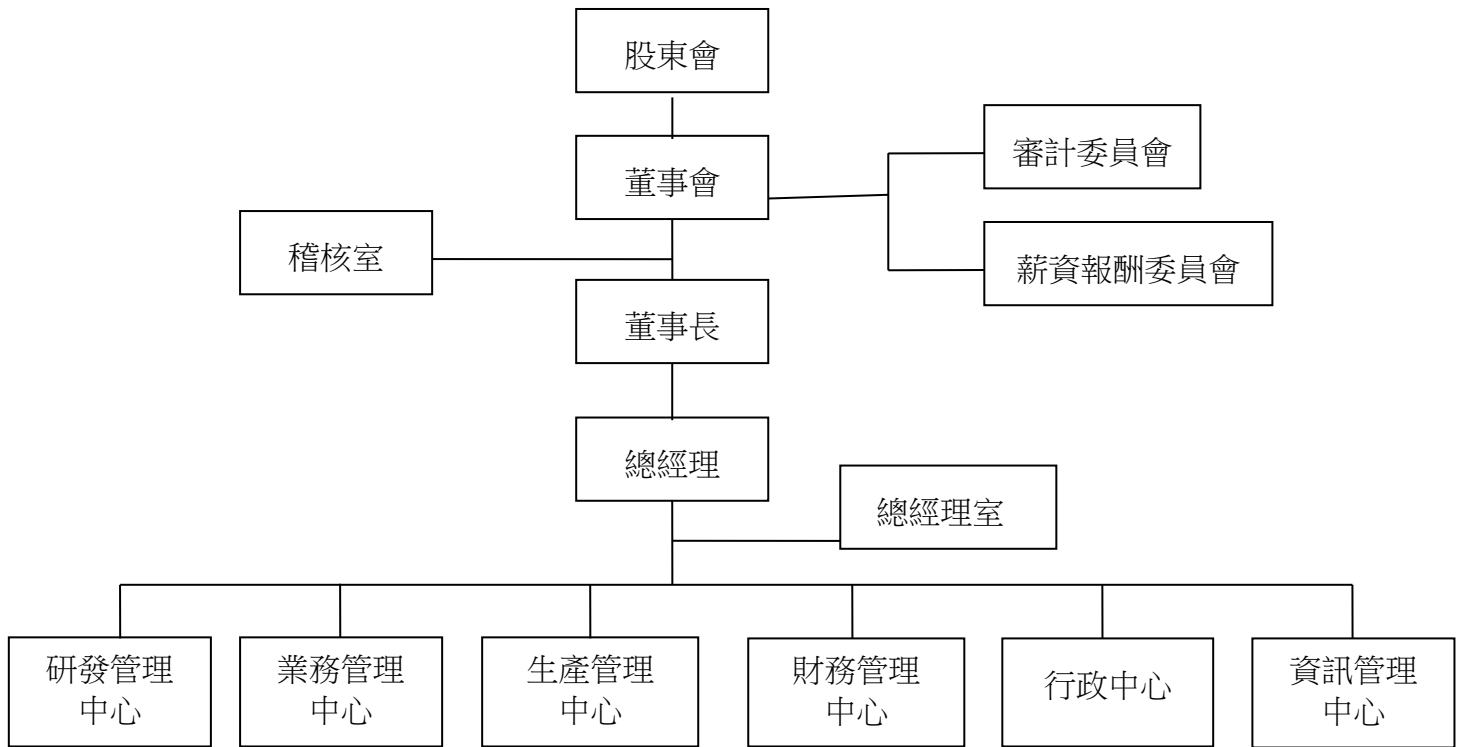 股東會
審計委員會
董事會
稽核室
薪資報酬委員會
董事長
總經理
總經理室
研發管理
中心
業務管理
中心
生產管理
中心
財務管理
中心
行政中心
資訊管理
中心